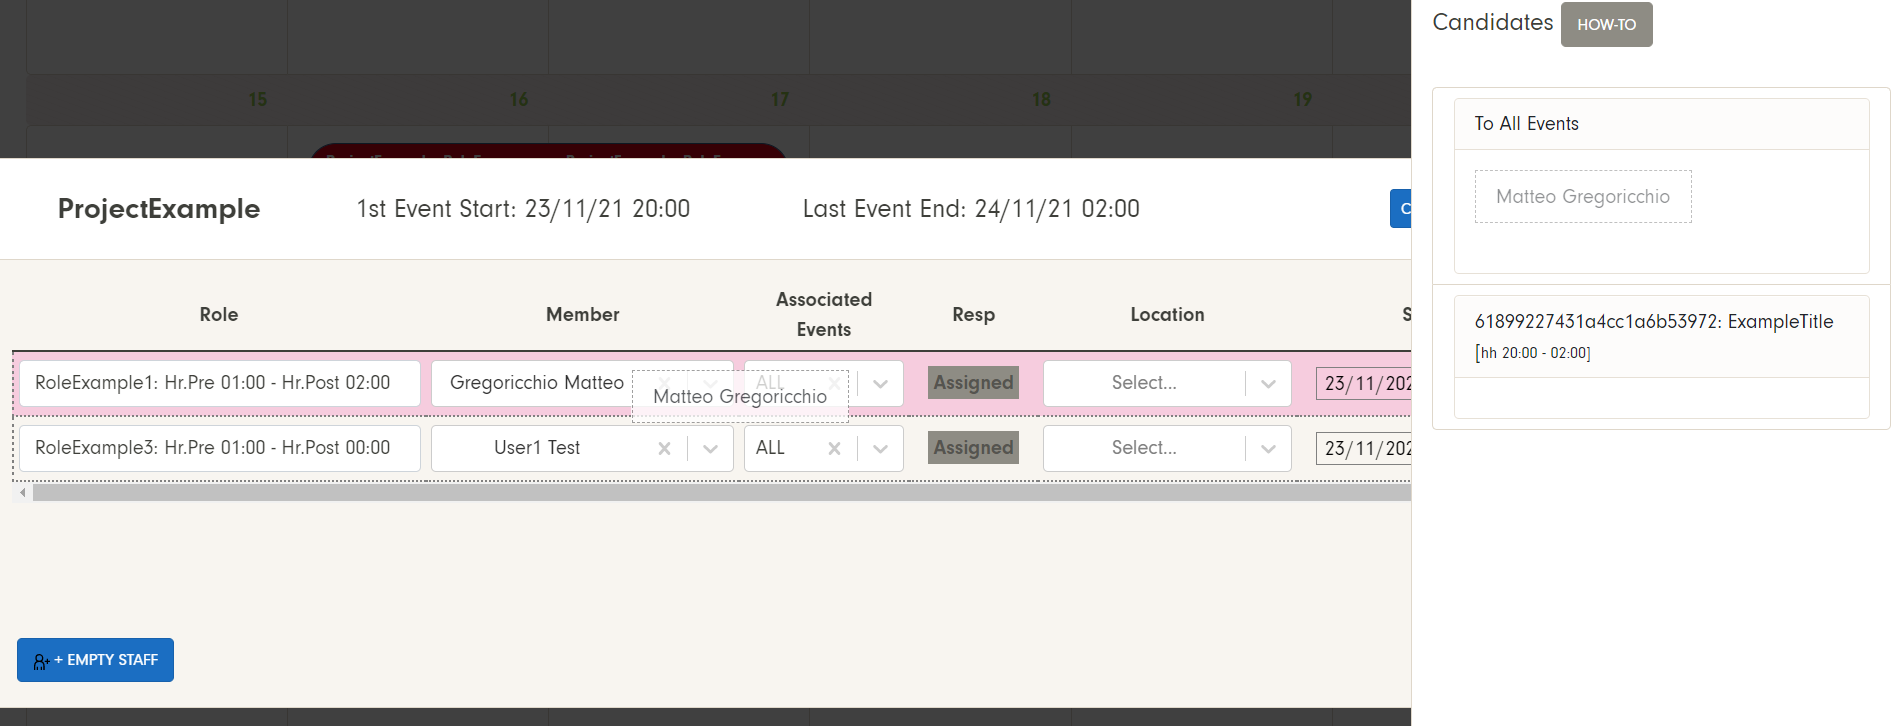 Candidates HOW-TO
15 16 17 18 19
To All Events
Matteo Gregoricchio
ProjectExample 1st Event Start: 23/11/21 20:00 Last Event End: 24/11/21 02:00 C
61899227431a4cc1a6b53972: ExampleTitle
[hh 20:00 - 02:00]
Role Member Associated Events Resp Location S
RoleExample1: Hr.Pre 01:00 - Hr.Post 02:00 Gregoricchio Matteo ALL Assigned Select... 23/11/202
Matteo Gregoricchio
RoleExample3: Hr.Pre 01:00 - Hr.Post 00:00 User1 Test ALL Assigned Select... 23/11/202
+ EMPTY STAFF